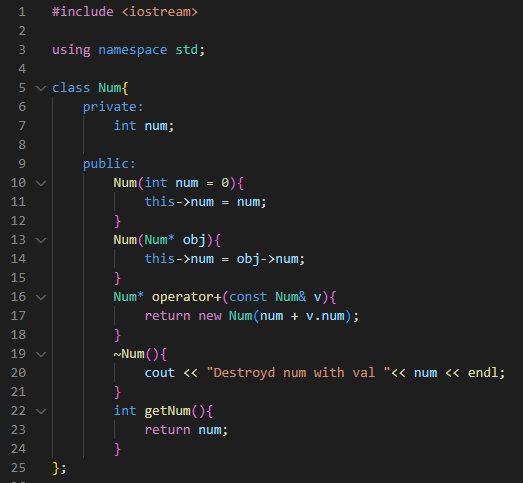 1 #include <iostream>
2
3 using namespace std;
4
5 class Num{
6     private:
7         int num;
8
9     public:
10         Num(int num = 0){
11             this->num = num;
12         }
13         Num(Num* obj){
14             this->num = obj->num;
15         }
16         Num* operator+(const Num& v){
17             return new Num(num + v.num);
18         }
19         ~Num(){
20             cout << "Destroyd num with val "<< num << endl;
21         }
22         int getNum(){
23             return num;
24         }
25 };